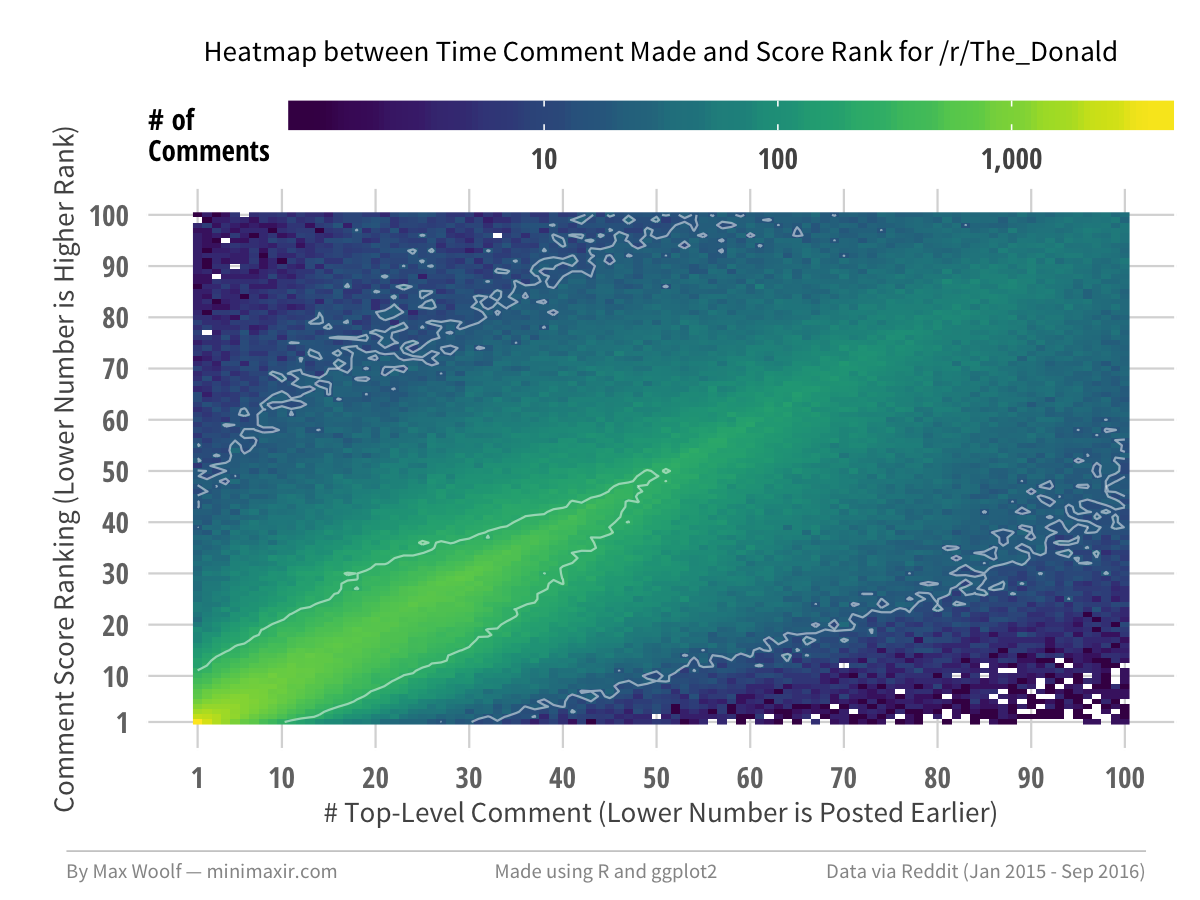 Heatmap between Time Comment Made and Score Rank for /r/The_Donald
# of
Comments
10 100 1,000
Comment Score Ranking (Lower Number is Higher Rank)
100
90
80
70
60
50
40
30
20
10
1
1 10 20 30 40 50 60 70 80 90 100
# Top-Level Comment (Lower Number is Posted Earlier)
By Max Woolf — minimaxir.com Made using R and ggplot2 Data via Reddit (Jan 2015 - Sep 2016)